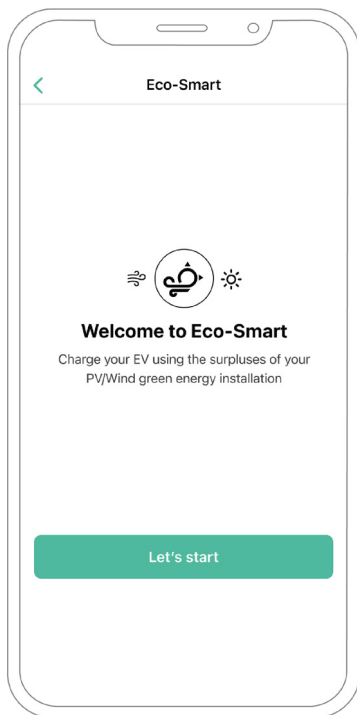 Eco-Smart
Welcome to Eco-Smart
Charge your EV using the surpluses of your
PV/Wind green energy installation
Let's start